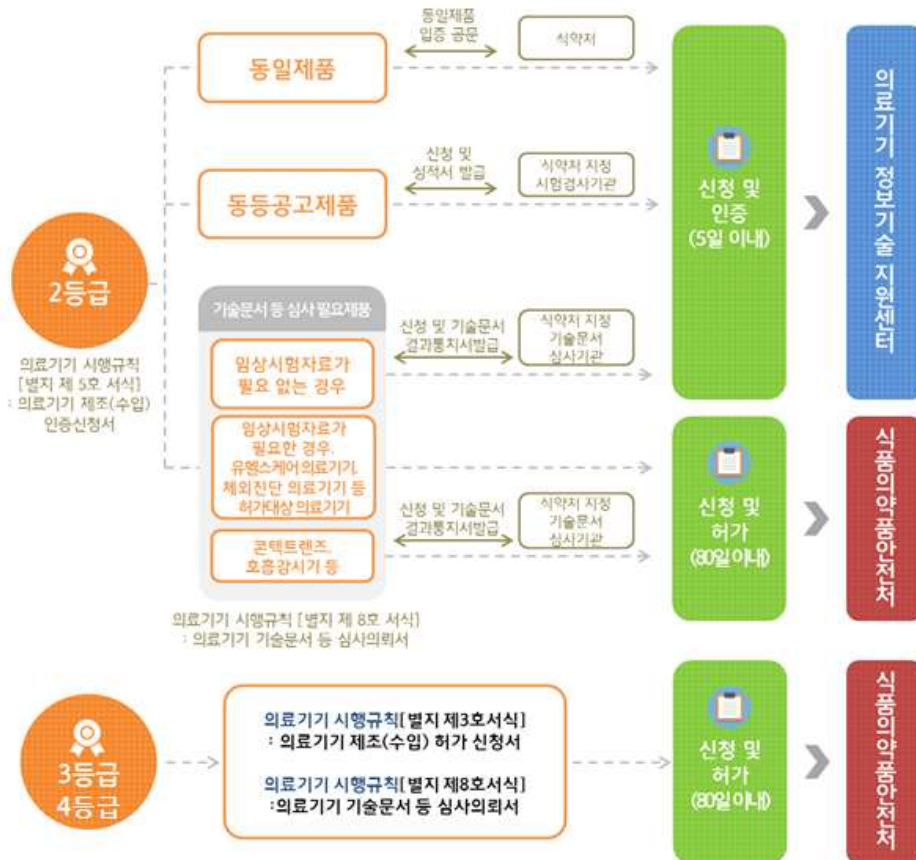 동일제품
동일제품
입증 공문
식약처
동등공고제품
신청 및
성적서 발급
식약처 지정
시험검사기관
신청 및
인증
(5일 이내)
의료기기 정보기술 지원센터
2등급
의료기기 시행규칙
[별지 제 5호 서식]
: 의료기기 제조(수입)
인증신청서
기술문서 등 심사 필요제품
임상시험자료가
필요 없는 경우
신청 및 기술문서
결과통지서발급
식약처 지정
기술문서
심사기관
임상시험자료가
필요한 경우,
유헬스케어 의료기기,
체외진단 의료기기 등
허가대상 의료기기
콘텍트렌즈,
호흡감시기 등
신청 및 기술문서
결과통지서발급
식약처 지정
기술문서
심사기관
신청 및
허가
(80일이내)
식품의약품안전처
의료기기 시행규칙 [별지 제 8호 서식]
: 의료기기 기술문서 등 심사의뢰서
3등급
4등급
의료기기 시행규칙[별지 제3호서식]
: 의료기기 제조(수입) 허가 신청서
의료기기 시행규칙[별지 제8호서식]
:의료기기 기술문서 등 심사의뢰서
신청 및
허가
(80일이내)
식품의약품안전처